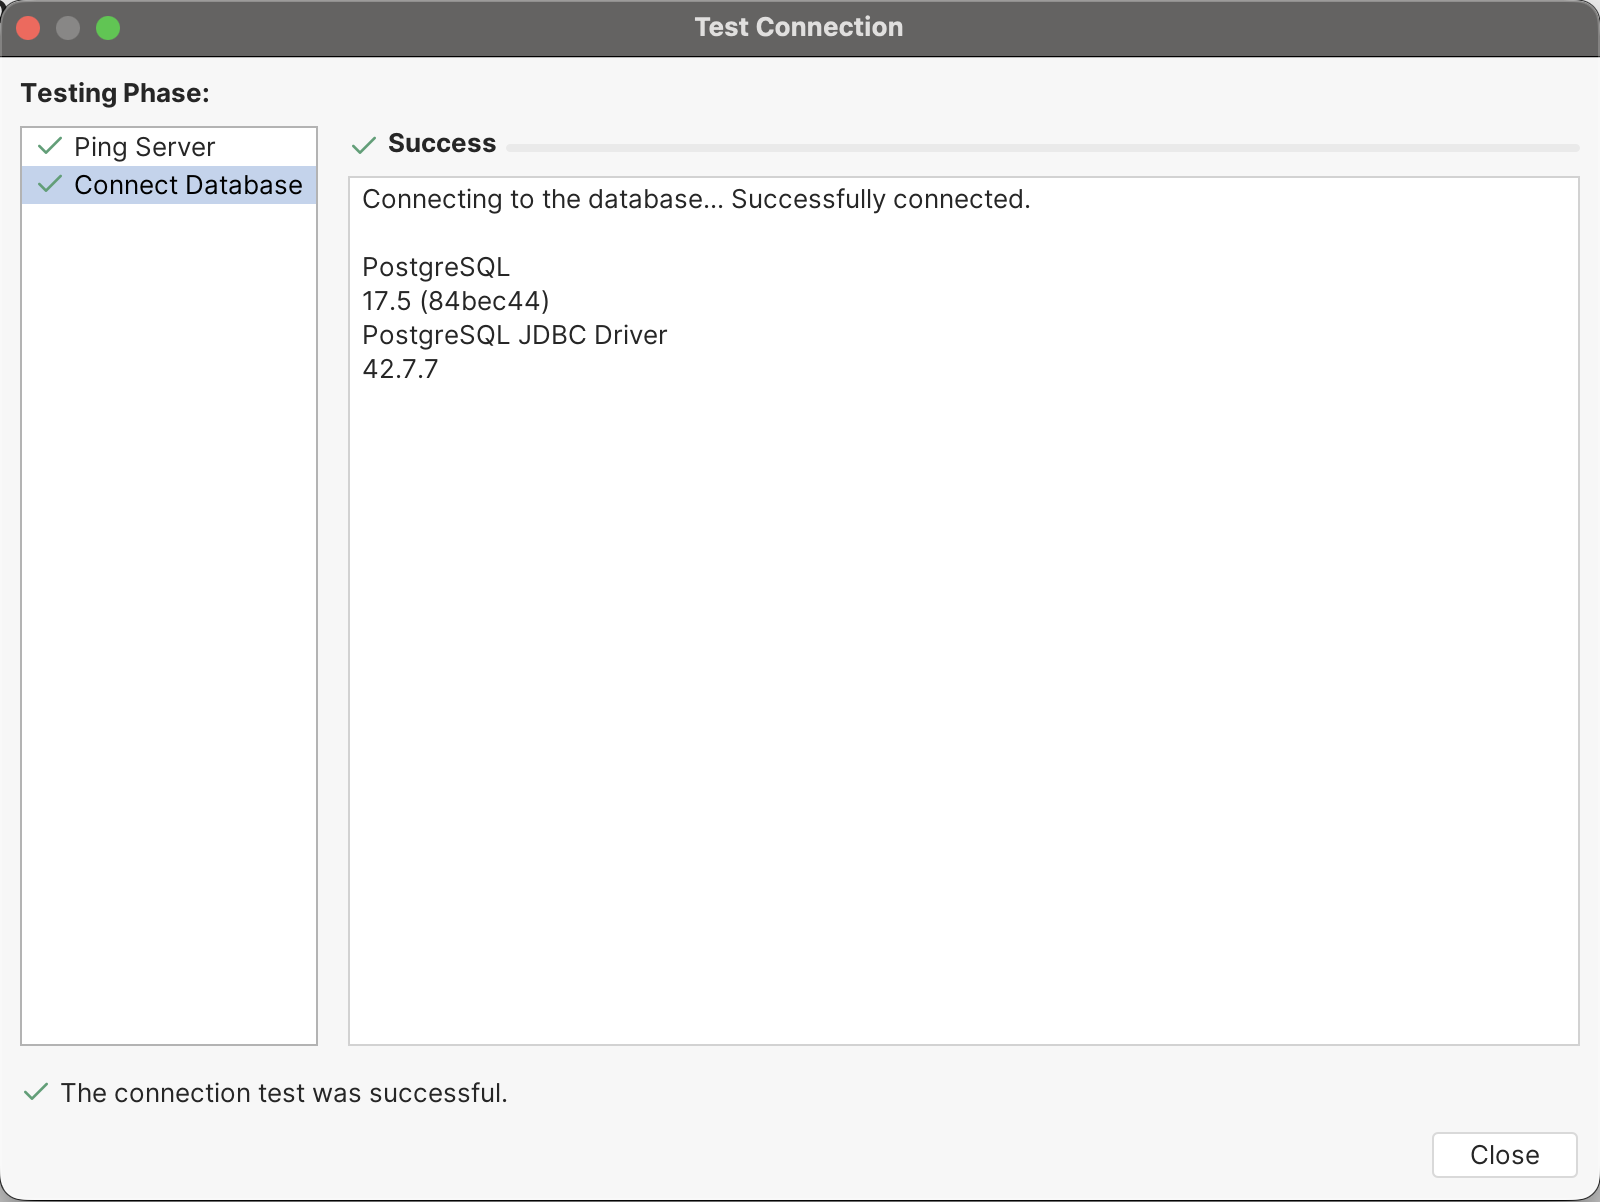 Test Connection
Testing Phase:
Ping Server
Connect Database
Success
Connecting to the database... Successfully connected.
PostgreSQL
17.5 (84bec44)
PostgreSQL JDBC Driver
42.7.7
The connection test was successful.
Close